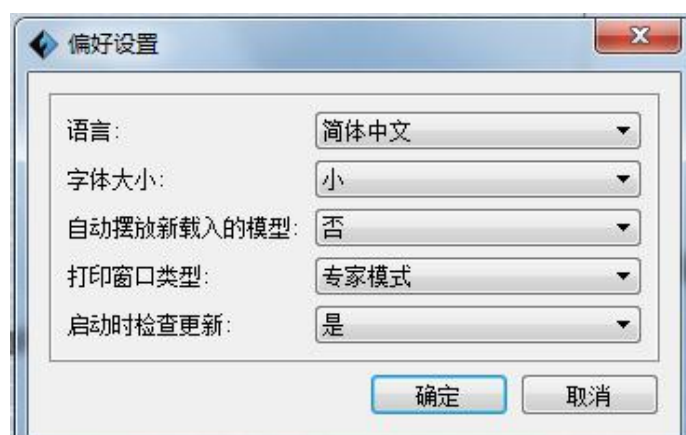 偏好设置
语言: 简体中文
字体大小: 小
自动摆放新载入的模型: 否
打印窗口类型: 专家模式
启动时检查更新: 是
确定 取消